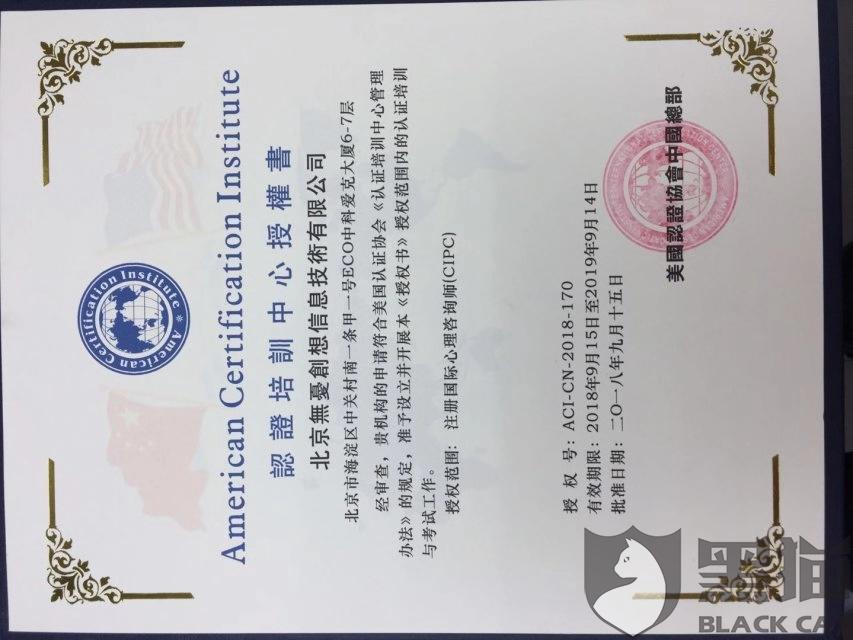 American Certification Institute
American Certification Institute
認證培訓中心授權書
北京無憂創想信息技術有限公司
北京市海淀区中关村南一条甲一号ECO中科爱克大厦6-7层
经审查，贵机构的申请符合美国认证协会《认证培训中心管理
办法》的规定，准予设立并开展本《授权书》授权范围内的认证培训
与考试工作。
授权范围：注册国际心理咨询师(CIPC)
授 权 号：ACI-CN-2018-170
有效期限：2018年9月15日至2019年9月14日
批准日期：二〇一八年九月十五日
美國認證協會中國總部
黑猫
BLACK CA